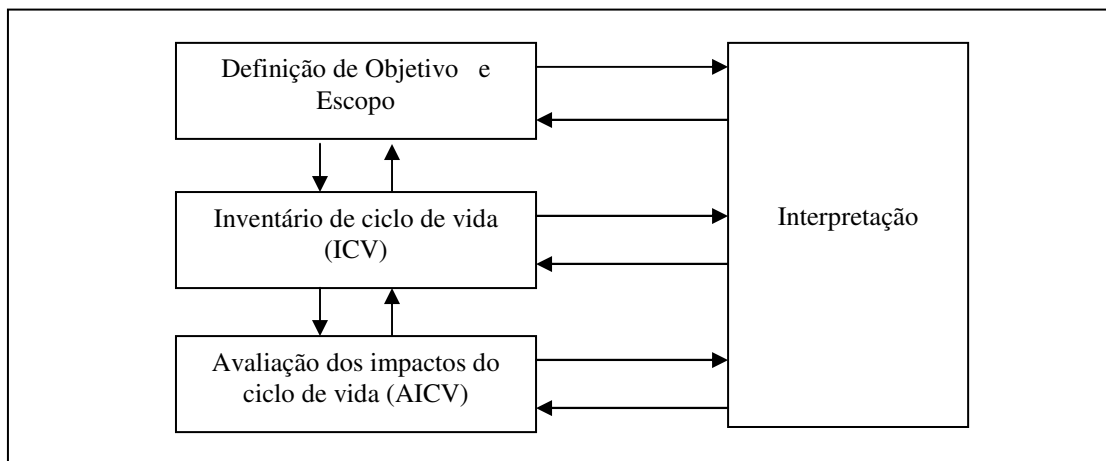 Definição de Objetivo e
Escopo
Inventário de ciclo de vida
(ICV)
Interpretação
Avaliação dos impactos do
ciclo de vida (AICV)